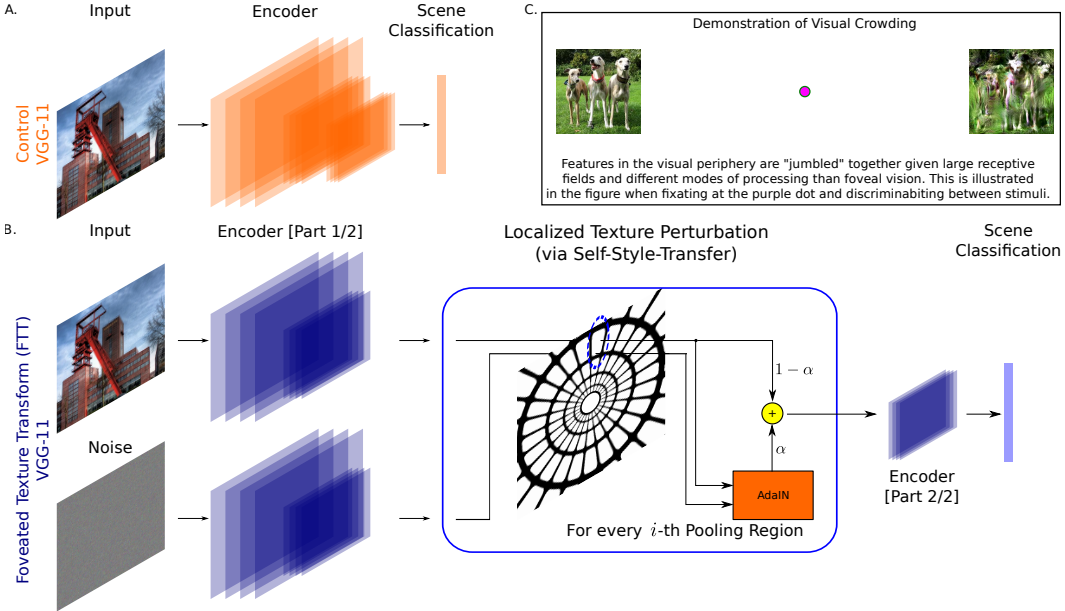 A.
Input
Encoder
Scene
Classification
Control
VGG-11
C.
Demonstration of Visual Crowding
Features in the visual periphery are "jumbled" together given large receptive
fields and different modes of processing than foveal vision. This is illustrated
in the figure when fixating at the purple dot and discriminabiting between stimuli.
B.
Input
Encoder [Part 1/2]
Localized Texture Perturbation
(via Self-Style-Transfer)
Scene
Classification
Foveated Texture Transform (FTT)
VGG-11
Noise
1 − α
+
α
AdaIN
For every i-th Pooling Region
Encoder
[Part 2/2]